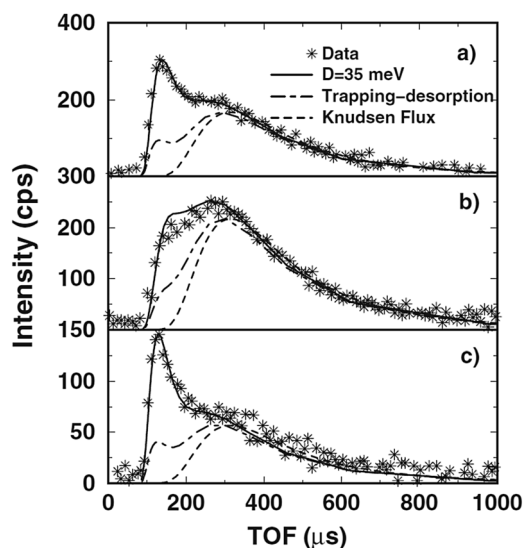 400
a)
Data
D=35 meV
200
Trapping–desorption
Knudsen Flux
300
b)
200
100
Intensity (cps)
150
c)
100
50
0
0 200 400 600 800 1000
TOF (μs)